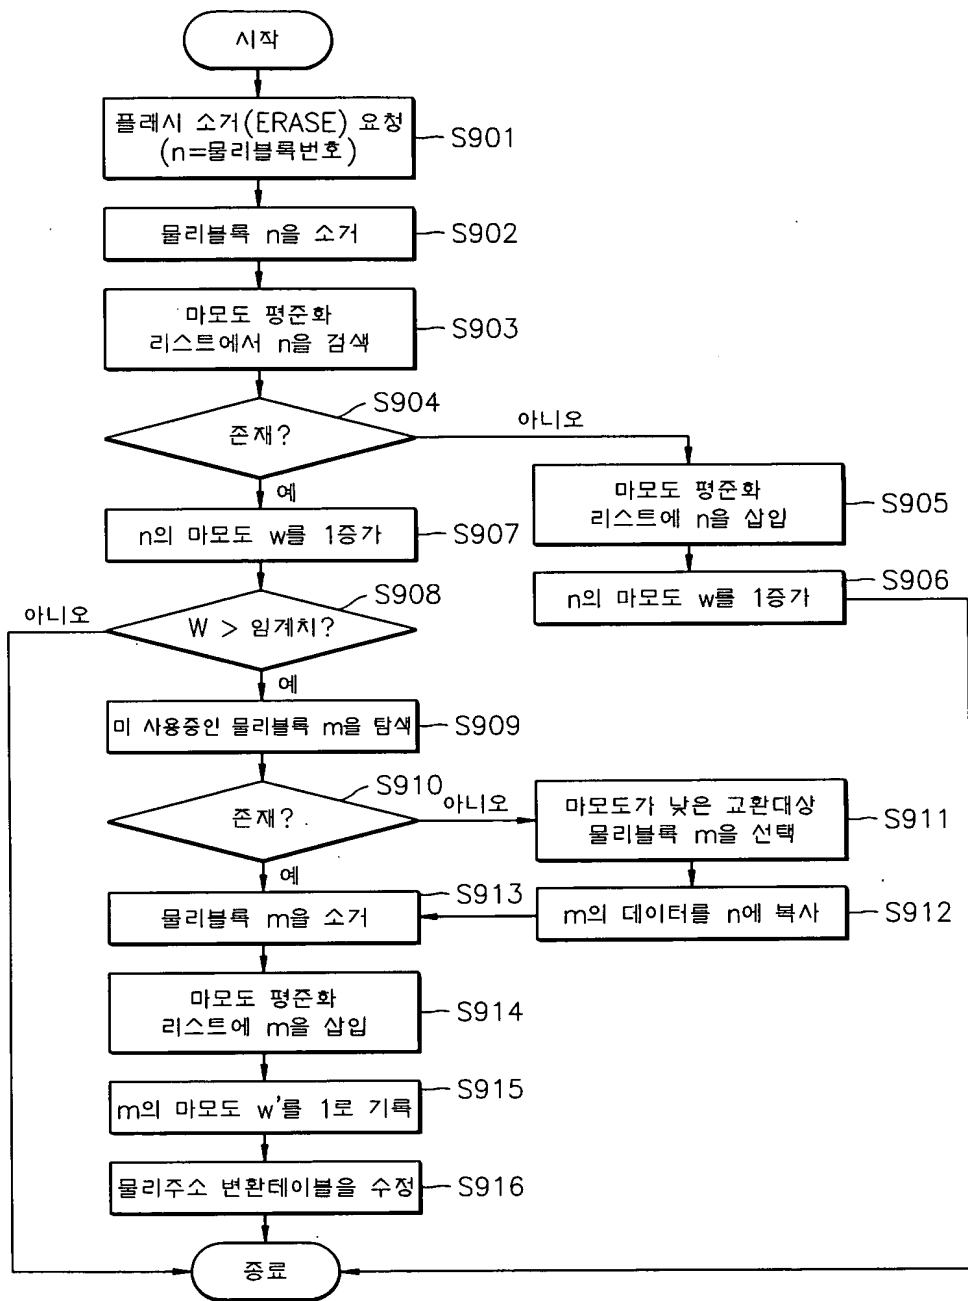 시작
플래시 소거(ERASE) 요청
(n=물리블록번호)
S901
물리블록 n을 소거
S902
마모도 평준화
리스트에서 n을 검색
S903
S904
존재?
아니오
예
마모도 평준화
리스트에 n을 삽입
S905
n의 마모도 w를 1증가
S907
n의 마모도 w를 1증가
S906
S908
아니오
W > 임계치?
예
미 사용중인 물리블록 m을 탐색
S909
S910
존재?
아니오
예
마모도가 낮은 교환대상
물리블록 m을 선택
S911
물리블록 m을 소거
S913
m의 데이터를 n에 복사
S912
마모도 평준화
리스트에 m을 삽입
S914
m의 마모도 w'를 1로 기록
S915
물리주소 변환테이블을 수정
S916
종료